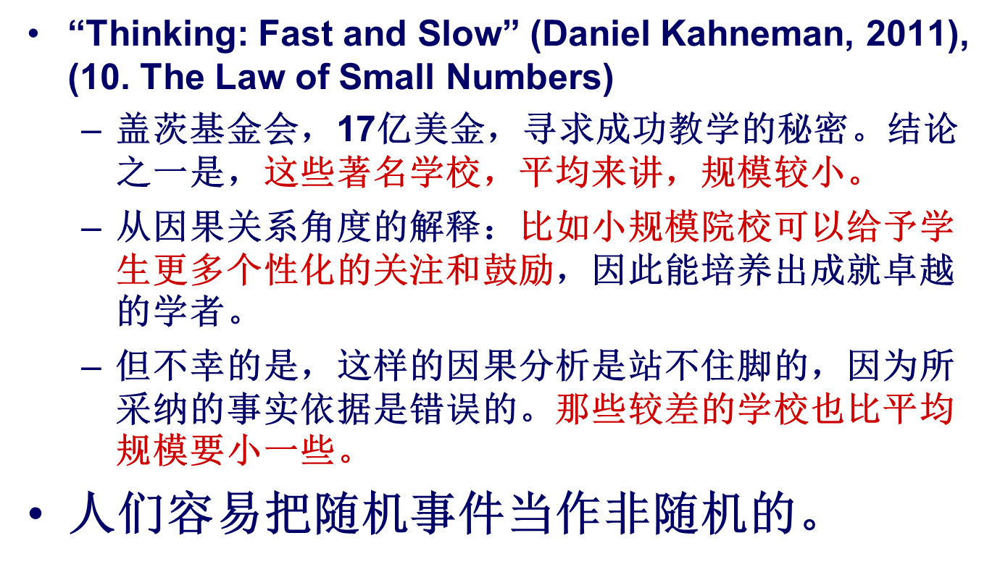 • “Thinking: Fast and Slow” (Daniel Kahneman, 2011),
(10. The Law of Small Numbers)
– 盖茨基金会，17亿美金，寻求成功教学的秘密。结论
之一是，这些著名学校，平均来讲，规模较小。
– 从因果关系角度的解释：比如小规模院校可以给予学
生更多个性化的关注和鼓励，因此能培养出成就卓越
的学者。
– 但不幸的是，这样的因果分析是站不住脚的，因为所
采纳的事实依据是错误的。那些较差的学校也比平均
规模要小一些。
• 人们容易把随机事件当作非随机的。